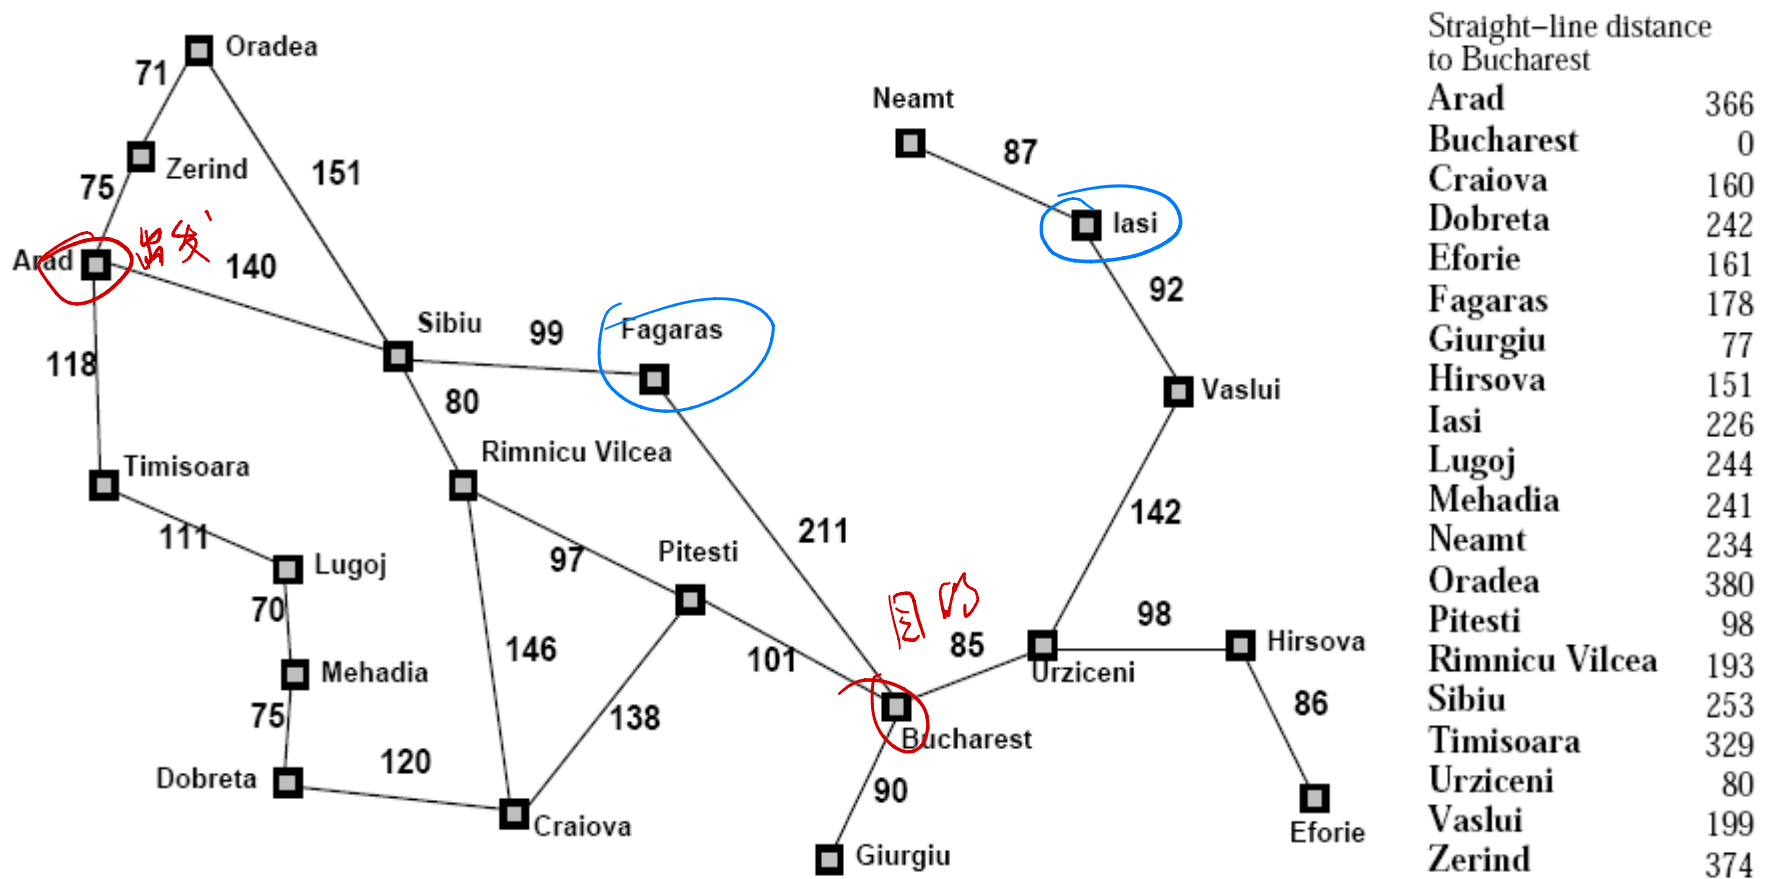 Oradea
71
Neamt
87
Zerind
151
75
Iasi
Arad
出发
140
92
Sibiu
99
Fagaras
118
80
Vaslui
Rimnicu Vilcea
Timisoara
142
111
211
97
Pitesti
Lugoj
70
目的
98
85
Hirsova
146
101
Urziceni
Mehadia
86
75
138
Bucharest
120
Dobreta
90
Craiova
Eforie
Giurgiu
Straight–line distance
to Bucharest
Arad 366
Bucharest 0
Craiova 160
Dobreta 242
Eforie 161
Fagaras 178
Giurgiu 77
Hirsova 151
Iasi 226
Lugoj 244
Mehadia 241
Neamt 234
Oradea 380
Pitesti 98
Rimnicu Vilcea 193
Sibiu 253
Timisoara 329
Urziceni 80
Vaslui 199
Zerind 374